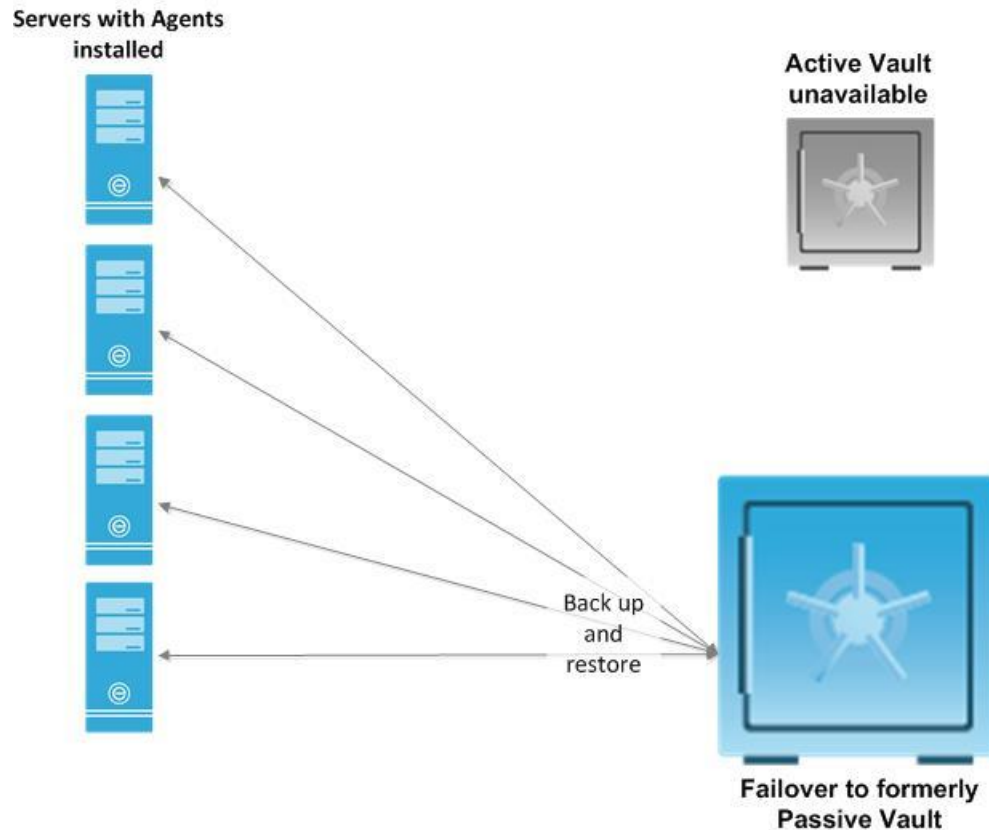 Servers with Agents
installed
Active Vault
unavailable
Back up
and
restore
Failover to formerly
Passive Vault